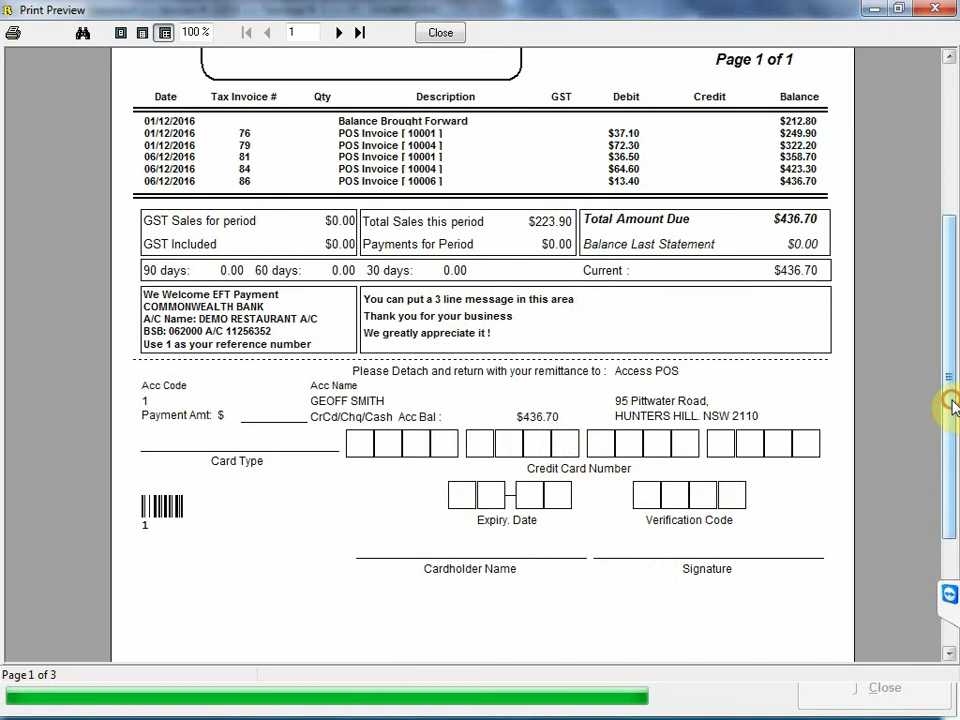 Print Preview
100 % 1 Close
Page 1 of 1
Date Tax Invoice # Qty Description GST Debit Credit Balance
01/12/2016 Balance Brought Forward $212.80
01/12/2016 76 POS Invoice [ 10001 ] $37.10 $249.90
01/12/2016 79 POS Invoice [ 10004 ] $72.30 $322.20
06/12/2016 81 POS Invoice [ 10001 ] $36.50 $358.70
06/12/2016 84 POS Invoice [ 10004 ] $64.60 $423.30
06/12/2016 86 POS Invoice [ 10006 ] $13.40 $436.70
GST Sales for period $0.00 Total Sales this period $223.90 Total Amount Due $436.70
GST Included $0.00 Payments for Period $0.00 Balance Last Statement $0.00
90 days: 0.00 60 days: 0.00 30 days: 0.00 Current : $436.70
We Welcome EFT Payment
COMMONWEALTH BANK
A/C Name: DEMO RESTAURANT A/C
BSB: 062000 A/C 11256352
Use 1 as your reference number
You can put a 3 line message in this area
Thank you for your business
We greatly appreciate it !
Please Detach and return with your remittance to : Access POS
Acc Code Acc Name
1 GEOFF SMITH 95 Pittwater Road,
Payment Amt: $ CrCd/Chq/Cash Acc Bal : $436.70 HUNTERS HILL. NSW 2110
Card Type Credit Card Number
Expiry. Date Verification Code
1
Cardholder Name Signature
Page 1 of 3
Close